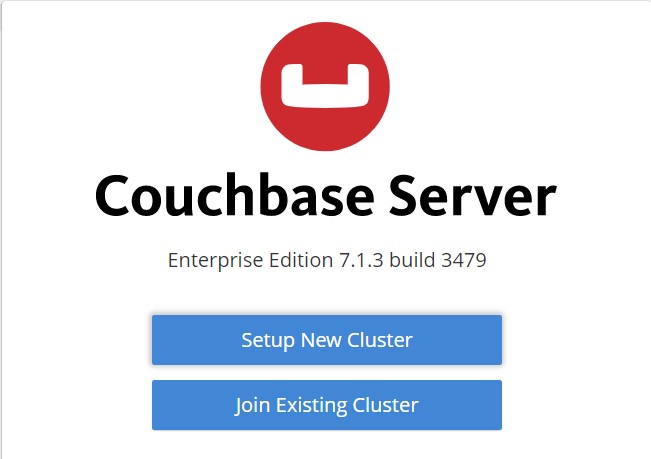 Couchbase Server
Enterprise Edition 7.1.3 build 3479
Setup New Cluster
Join Existing Cluster